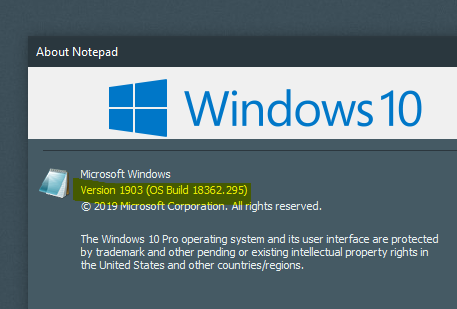 About Notepad
Windows 10
Microsoft Windows
Version 1903 (OS Build 18362.295)
© 2019 Microsoft Corporation. All rights reserved.
The Windows 10 Pro operating system and its user interface are protected
by trademark and other pending or existing intellectual property rights in
the United States and other countries/regions.